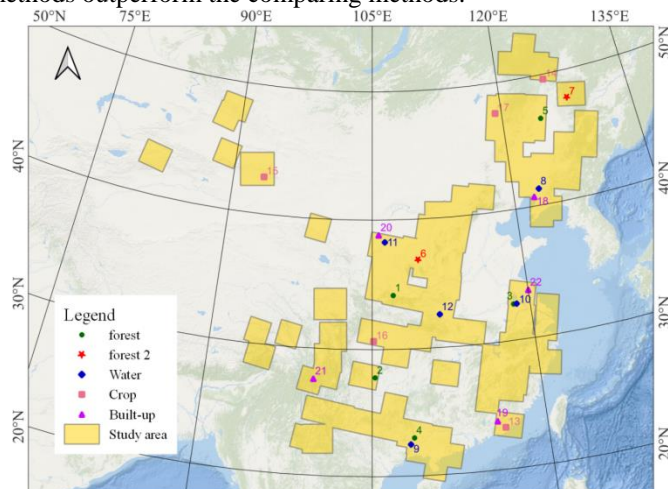 methods outperform the comparing methods.
75°E 90°E 105°E 120°E 135°E
50°N
14
7
17
5
15
40°N
8
18
20
11
6
40°N
1
22
3 10
12
30°N
16
30°N
21
2
19
13
4
9
20°N
20°N
50°N
Legend
forest
forest 2
Water
Crop
Built-up
Study area